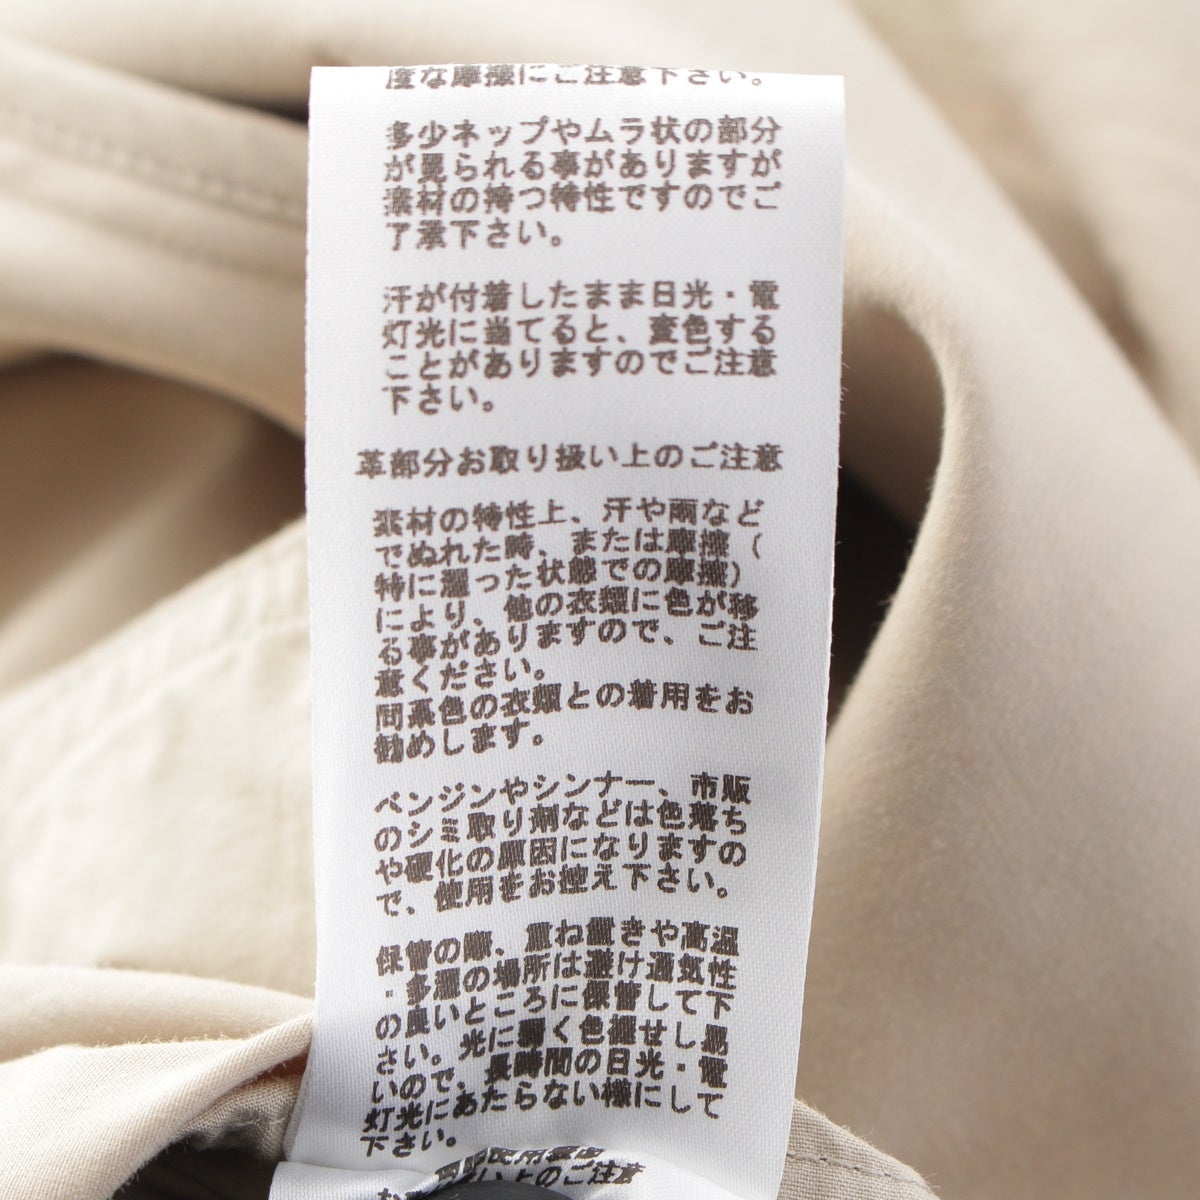 度な摩擦にご注意下さい。
多少ネップやムラ状の部分
が見られる事がありますが
素材の持つ特性ですのでご
了承下さい。
汗が付着したまま日光・電
灯光に当てると、変色する
ことがありますのでご注意
下さい。
革部分お取り扱い上のご注意
素材の特性上、汗や雨など
でぬれた時、または摩擦(
特に湿った状態での摩擦)
により、他の衣類に色が移
る事がありますので、ご注
意ください。
同系色の衣類との着用をお
勧めします。
ベンジンやシンナー、市販
のシミ取り剤などは色落ち
や硬化の原因になりますの
で、使用をお控え下さい。
保管の際、重ね置きや高温
・多湿の場所は避け通気性
の良いところに保管して下
さい。光に弱く色褪せし易
いので、長時間の日光・電
灯光にあたらない様にして
下さい。
使用製品
い上のご注意